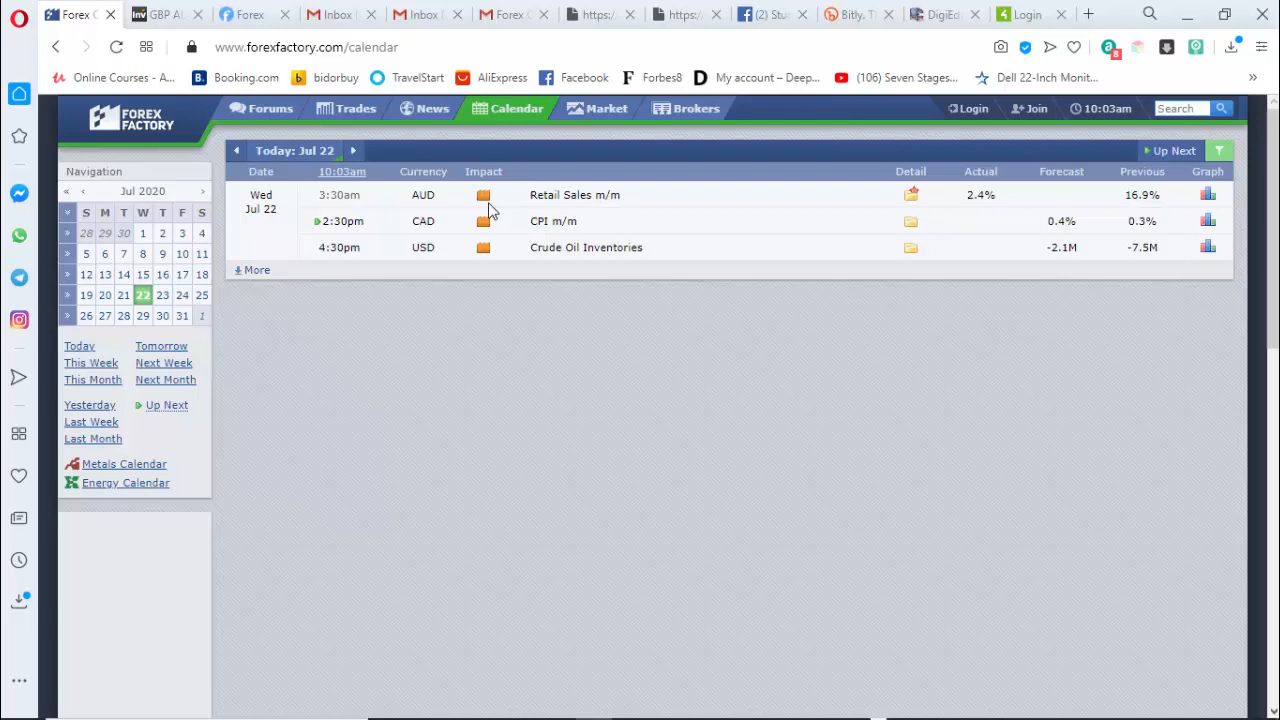 Forex C
GBP A
Forex
Inbox (
Inbox (
Forex C
https:/
https:/
(2) Stu
Bitly. T
DigiEd
Login
www.forexfactory.com/calendar
8
Online Courses - A...
Booking.com
bidorbuy
TravelStart
AliExpress
Facebook
Forbes8
My account – Deep...
(106) Seven Stages...
Dell 22-Inch Monit...
FOREX
FACTORY
Forums
Trades
News
Calendar
Market
Brokers
Login
Join
10:03am
Search
Navigation
« ‹ Jul 2020 ›
S M T W T F S
28 29 30 1 2 3 4
5 6 7 8 9 10 11
12 13 14 15 16 17 18
19 20 21 22 23 24 25
26 27 28 29 30 31 1
Today Tomorrow
This Week Next Week
This Month Next Month
Yesterday Up Next
Last Week
Last Month
Metals Calendar
Energy Calendar
Today: Jul 22
Up Next
Date 10:03am Currency Impact Detail Actual Forecast Previous Graph
Wed 3:30am AUD Retail Sales m/m 2.4% 16.9%
Jul 22
2:30pm CAD CPI m/m 0.4% 0.3%
4:30pm USD Crude Oil Inventories -2.1M -7.5M
More